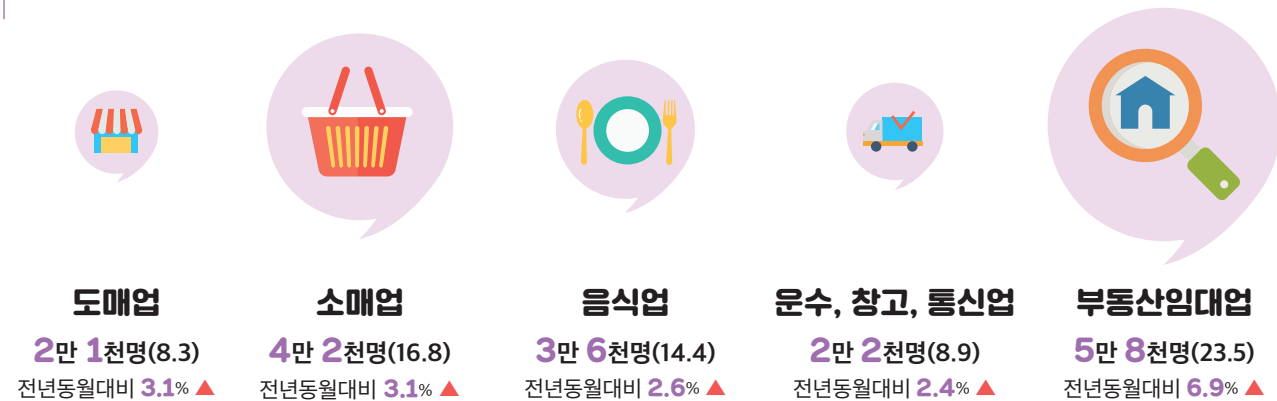 도매업
2만 1천명(8.3)
전년동월대비 3.1% ▲
소매업
4만 2천명(16.8)
전년동월대비 3.1% ▲
음식업
3만 6천명(14.4)
전년동월대비 2.6% ▲
운수, 창고, 통신업
2만 2천명(8.9)
전년동월대비 2.4% ▲
부동산임대업
5만 8천명(23.5)
전년동월대비 6.9% ▲